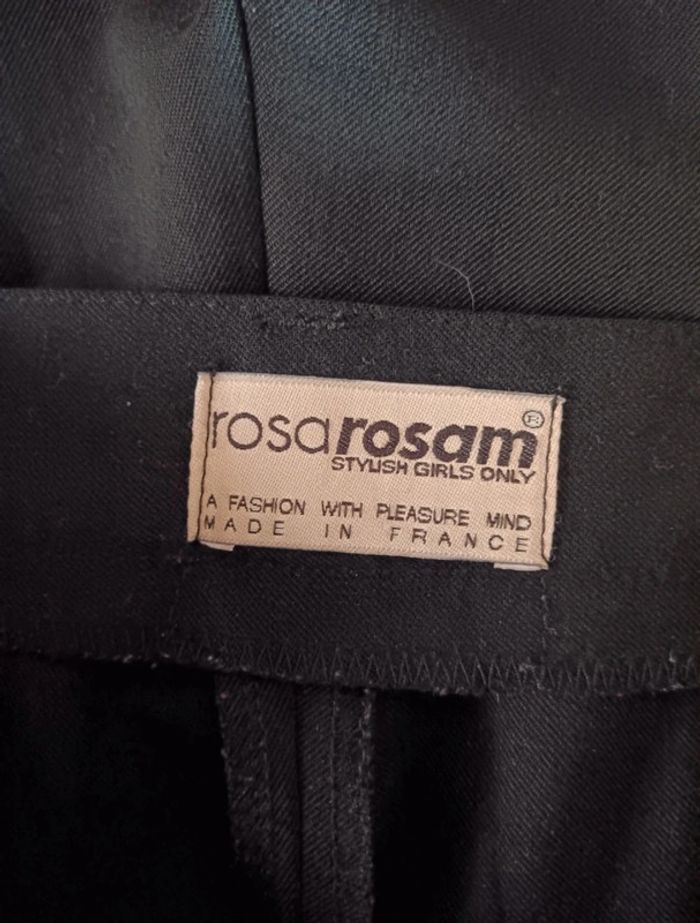 rosarosam®
STYLISH GIRLS ONLY
A FASHION WITH PLEASURE MIND
MADE IN FRANCE